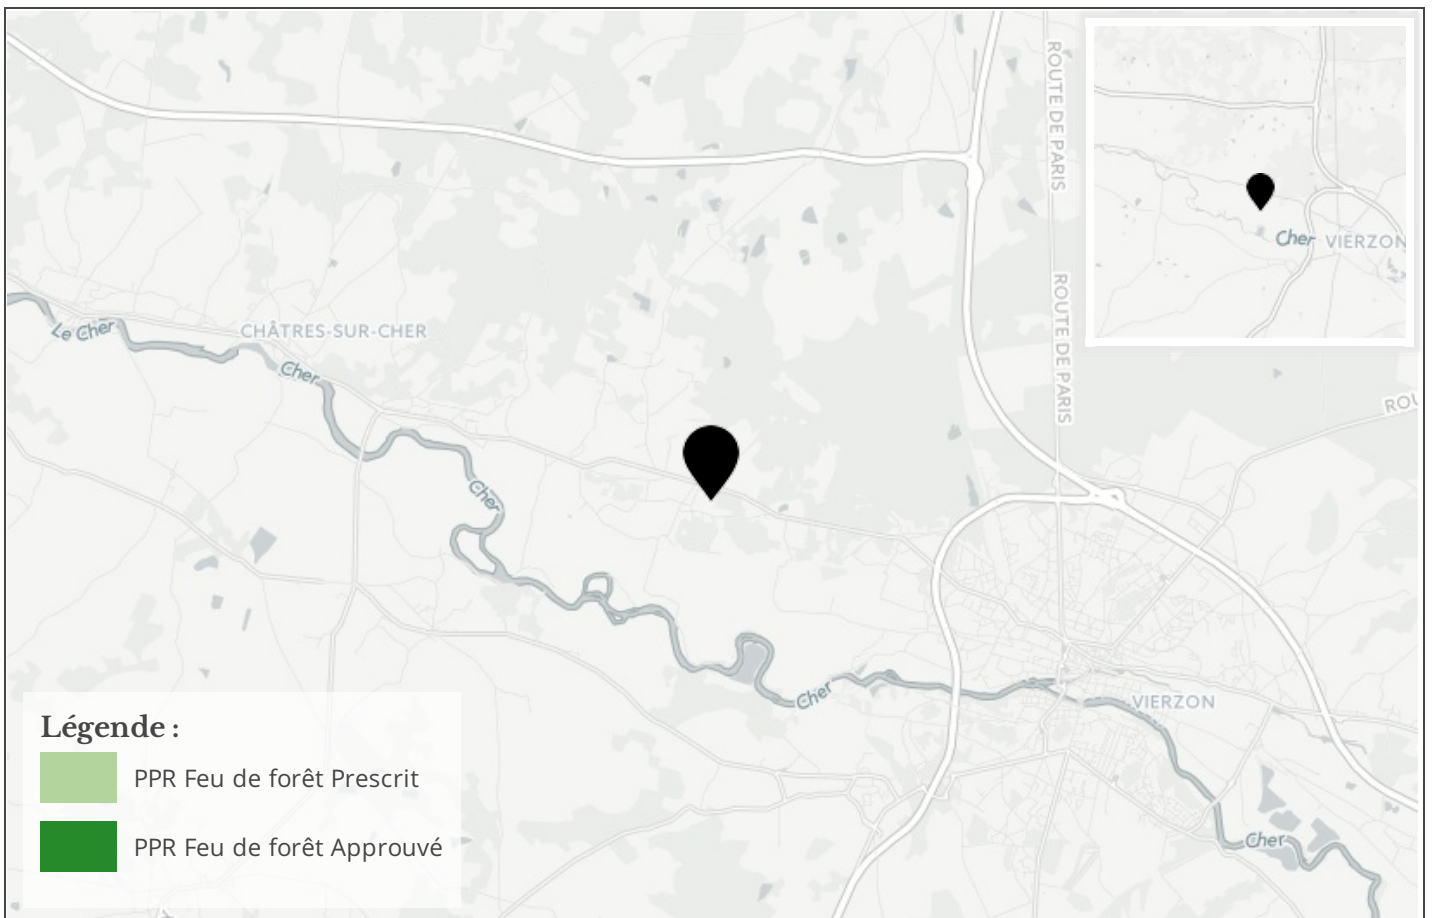 ROUTE DE PARIS
Cher
VIERZON
ROUTE DE PARIS
Le Cher
CHÂTRES-SUR-CHER
Cher
ROU
Cher
Cher
VIERZON
Légende :
PPR Feu de forêt Prescrit
PPR Feu de forêt Approuvé
Cher